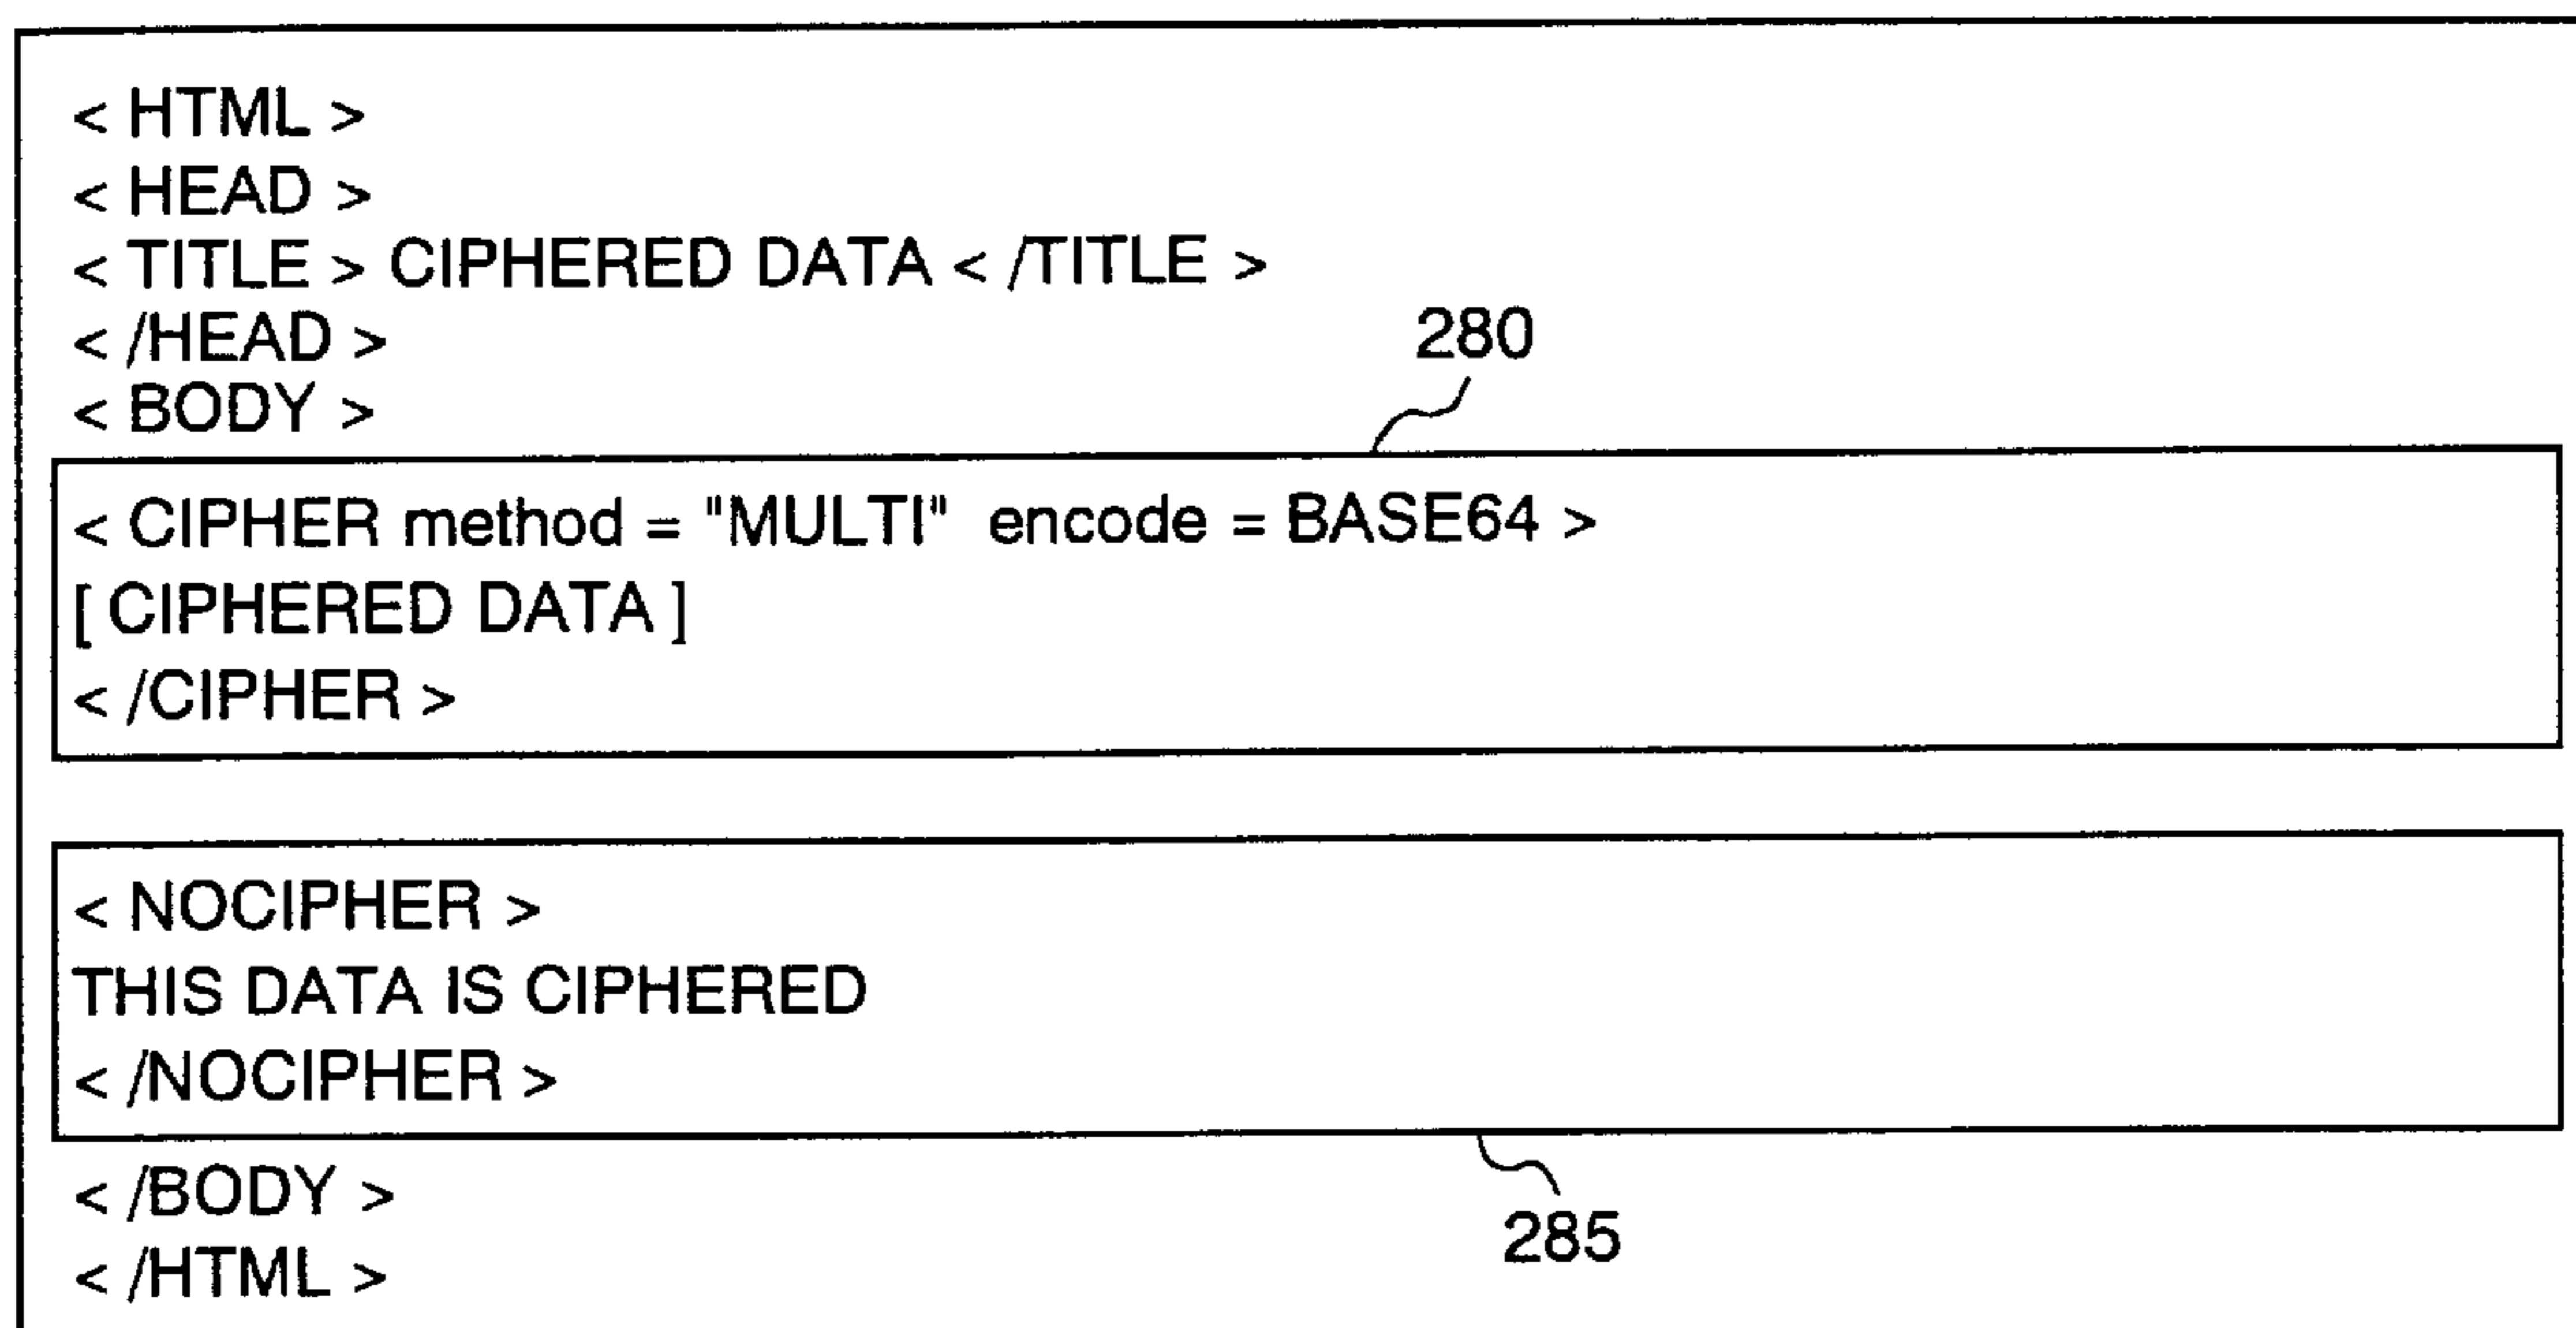 < HTML >
< HEAD >
< TITLE > CIPHERED DATA < /TITLE >
< /HEAD >
280
< BODY >
< CIPHER method = "MULTI" encode = BASE64 >
[ CIPHERED DATA ]
< /CIPHER >
< NOCIPHER >
THIS DATA IS CIPHERED
< /NOCIPHER >
< /BODY >
285
< /HTML >